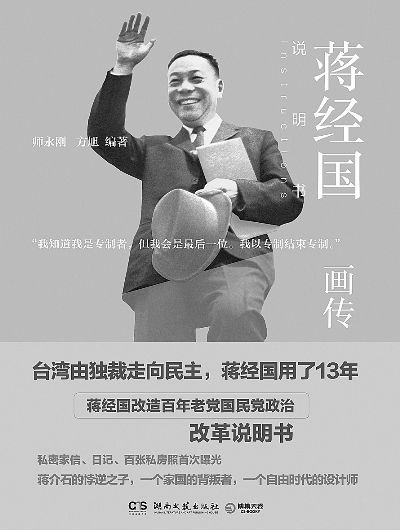 蒋经国
说明书
instructions
画传
师永刚 方旭 编著
“我知道我是专制者,但我会是最后一位。我以专制结束专制。”
台湾由独裁走向民主,蒋经国用了13年
蒋经国改造百年老党国民党政治
改革说明书
私密家信、日记、百张私房照首次曝光
蒋介石的悖逆之子,一个家国的背叛者,一个自由时代的设计师
湖南文艺出版社
博集天卷
CS-BOOKY